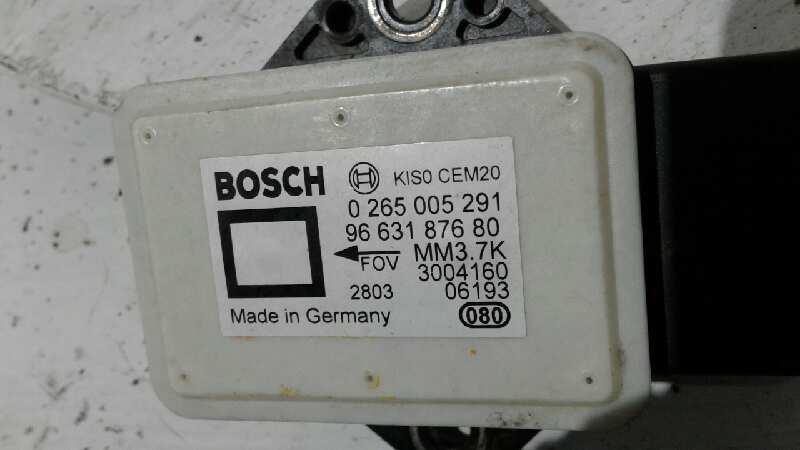 BOSCH KIS0 CEM20
0 265 005 291
96 631 876 80
FOV MM3.7K
3004160
2803 06193
Made in Germany 080